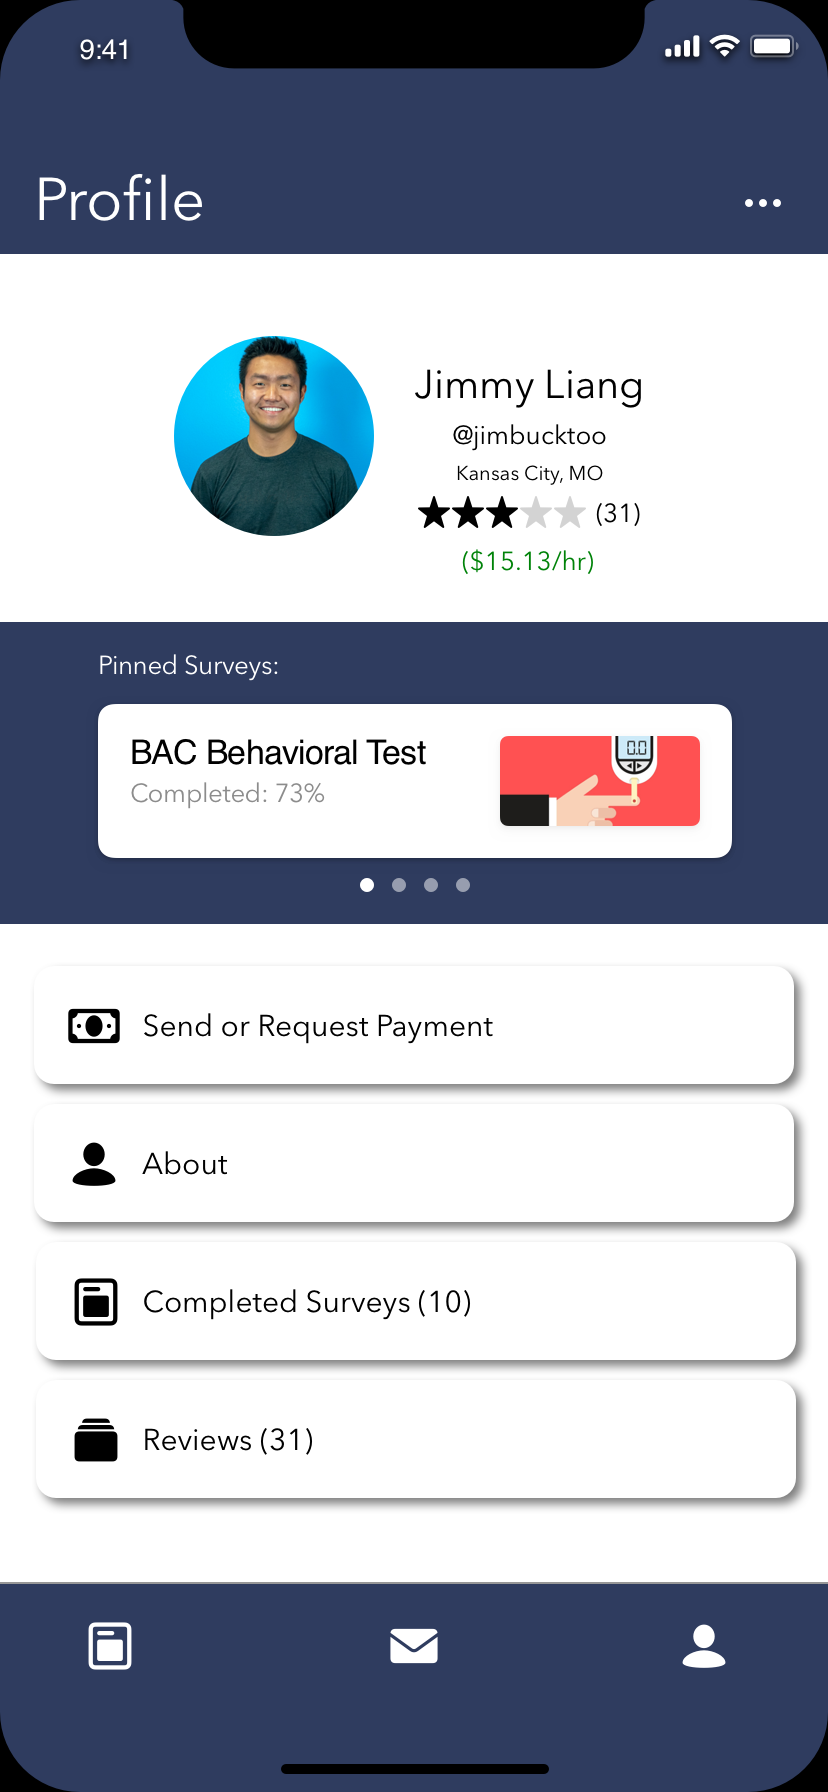 9:41
Profile
Jimmy Liang
@jimbucktoo
Kansas City, MO
(31)
($15.13/hr)
Pinned Surveys:
BAC Behavioral Test
Completed: 73%
0.0
Send or Request Payment
About
Completed Surveys (10)
Reviews (31)